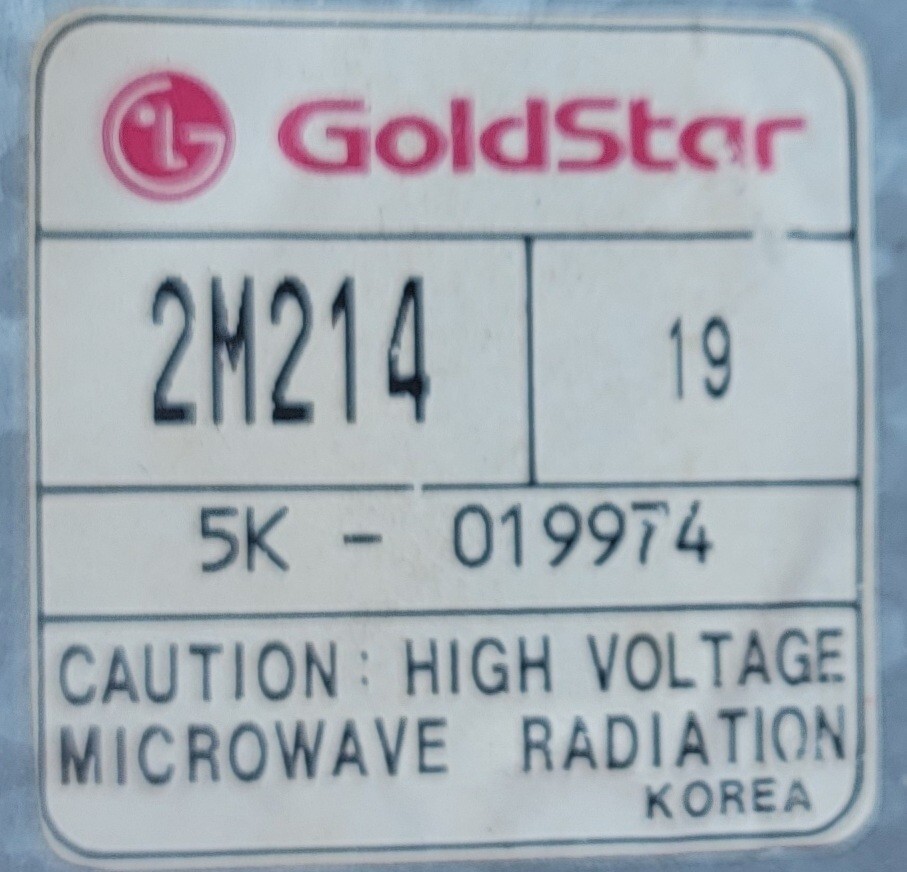 GoldStar
2M214
19
5K - 019974
CAUTION : HIGH VOLTAGE
MICROWAVE RADIATION
KOREA